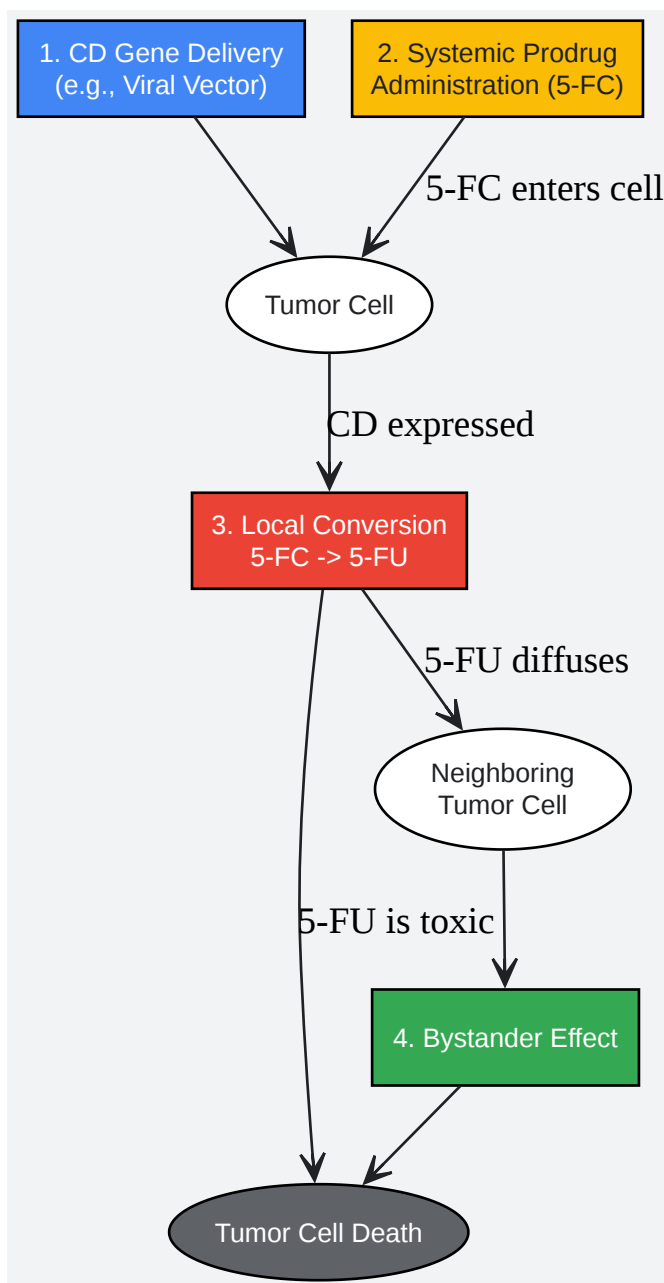 1. CD Gene Delivery
(e.g., Viral Vector)
2. Systemic Prodrug
Administration (5-FC)
5-FC enters cell
Tumor Cell
CD expressed
3. Local Conversion
5-FC -> 5-FU
5-FU diffuses
Neighboring
Tumor Cell
5-FU is toxic
4. Bystander Effect
Tumor Cell Death